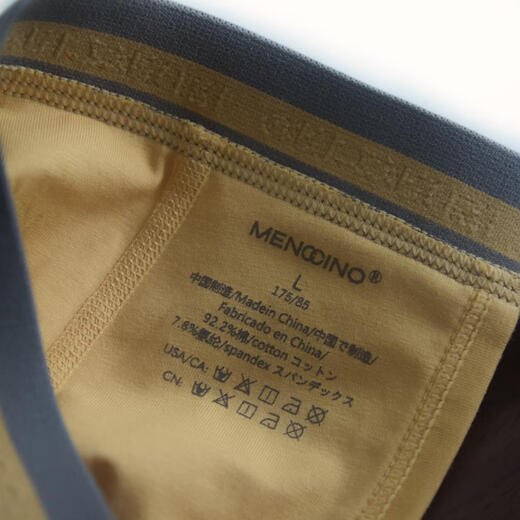 MENCCINO®
L
175/85
中国制造/Madein China/中国で制造/
Fabricado en China/
92.2%棉/cotton コットン
7.8%氨纶/spandex スパンデックス
USA/CA:
CN: